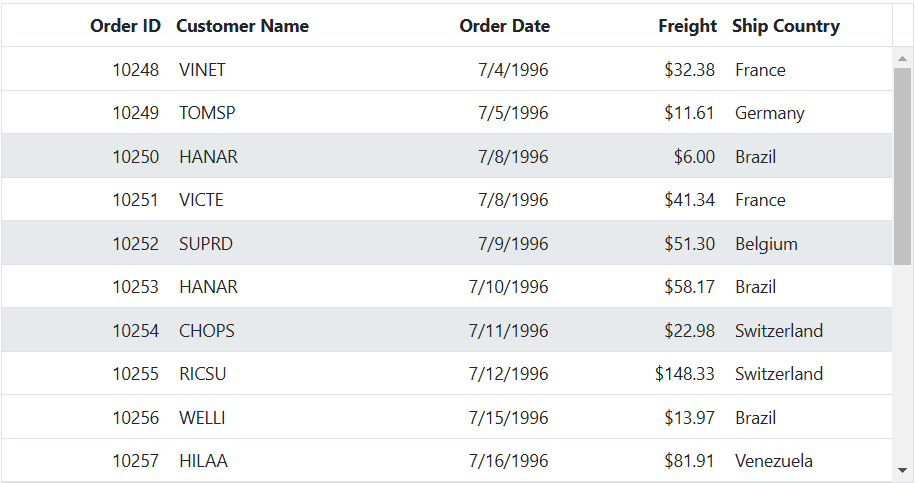 Order ID Customer Name Order Date Freight Ship Country
10248 VINET 7/4/1996 $32.38 France
10249 TOMSP 7/5/1996 $11.61 Germany
10250 HANAR 7/8/1996 $6.00 Brazil
10251 VICTE 7/8/1996 $41.34 France
10252 SUPRD 7/9/1996 $51.30 Belgium
10253 HANAR 7/10/1996 $58.17 Brazil
10254 CHOPS 7/11/1996 $22.98 Switzerland
10255 RICSU 7/12/1996 $148.33 Switzerland
10256 WELLI 7/15/1996 $13.97 Brazil
10257 HILAA 7/16/1996 $81.91 Venezuela